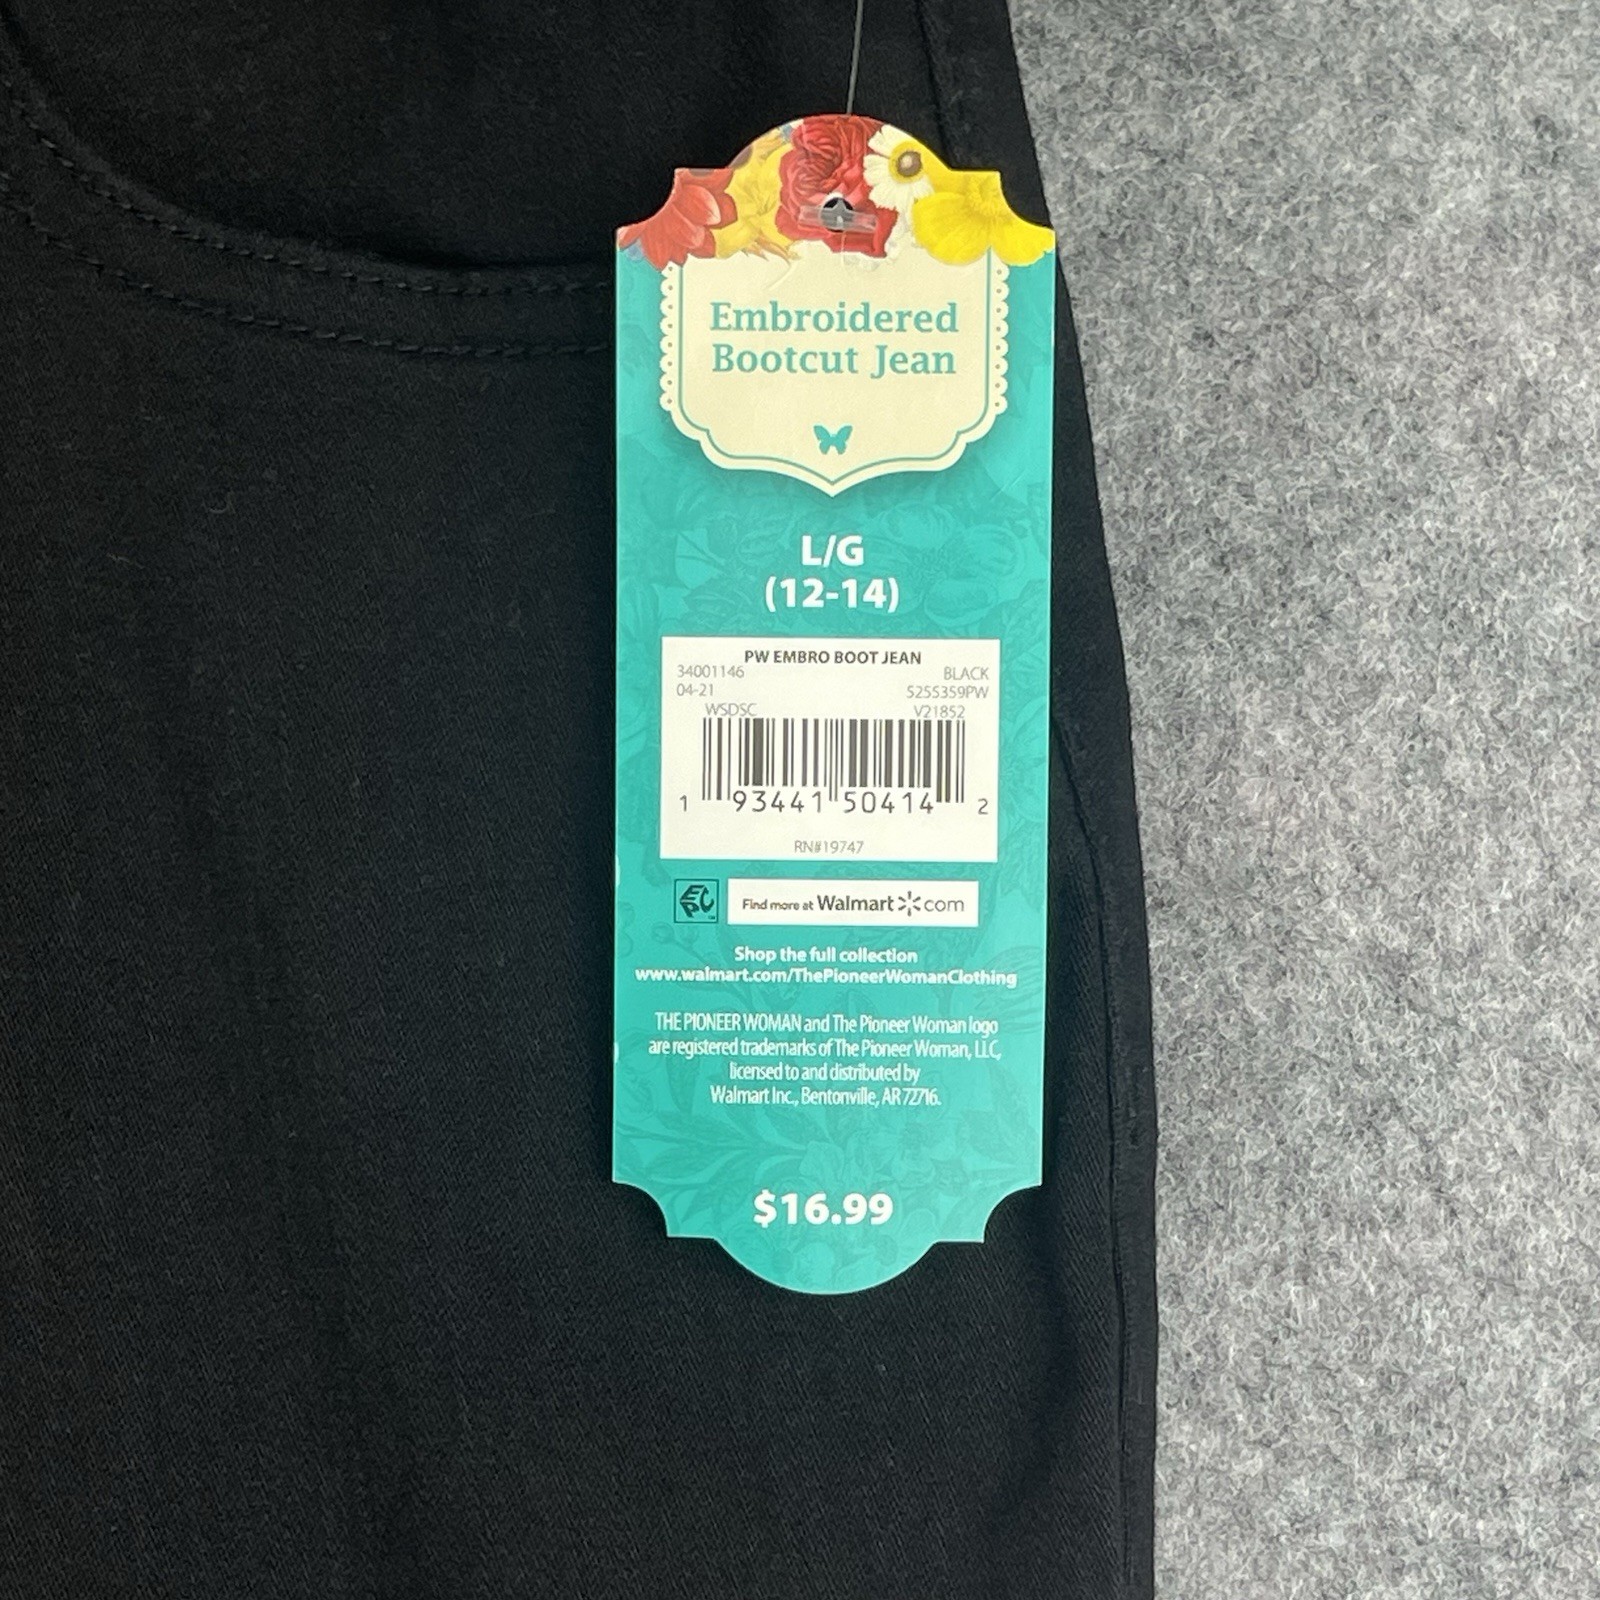 Embroidered
Bootcut Jean
L/G
(12-14)
PW EMBRO BOOT JEAN
34001146 BLACK
04-21 5255359PW
WSDSC V21852
1 93441 50414 2
RN#19747
EPC
Find more at Walmart com
Shop the full collection
www.walmart.com/ThePioneerWomanClothing
THE PIONEER WOMAN and The Pioneer Woman logo
are registered trademarks of The Pioneer Woman, LLC,
licensed to and distributed by
Walmart Inc., Bentonville, AR 72716.
$16.99